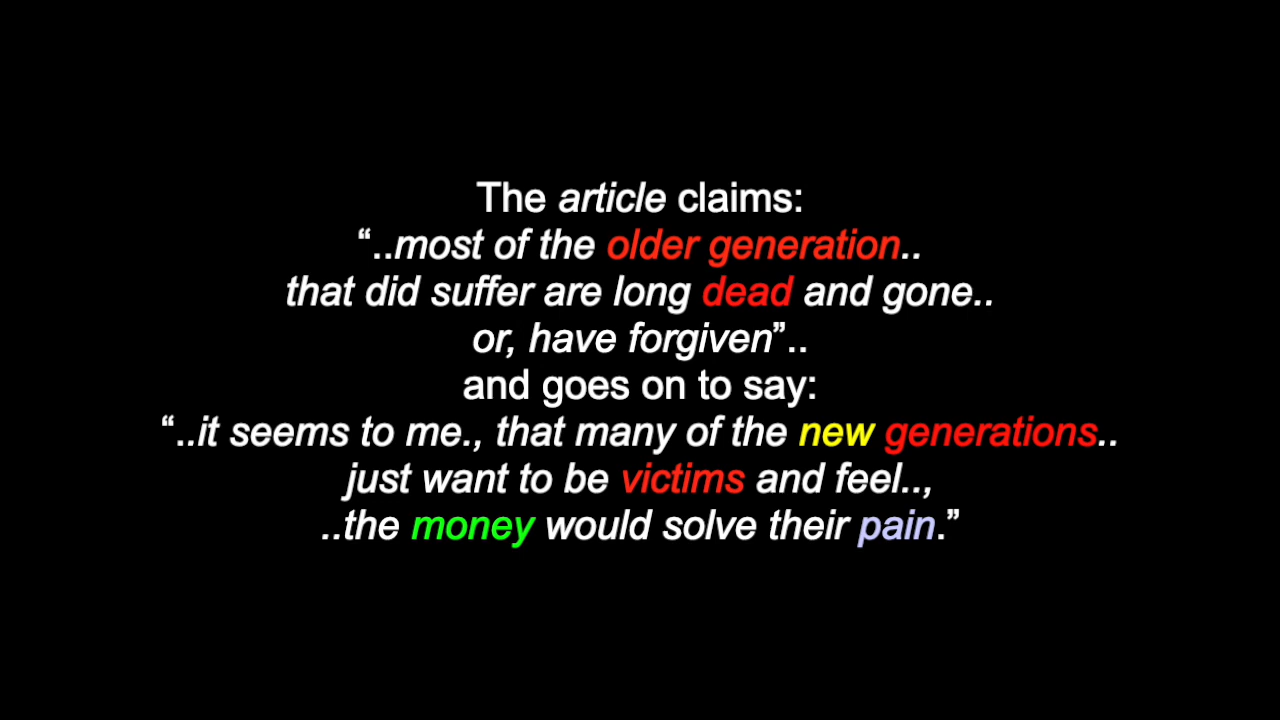 The article claims:
“..most of the older generation..
that did suffer are long dead and gone..
or, have forgiven”..
and goes on to say:
“..it seems to me., that many of the new generations..
just want to be victims and feel..,
..the money would solve their pain.”